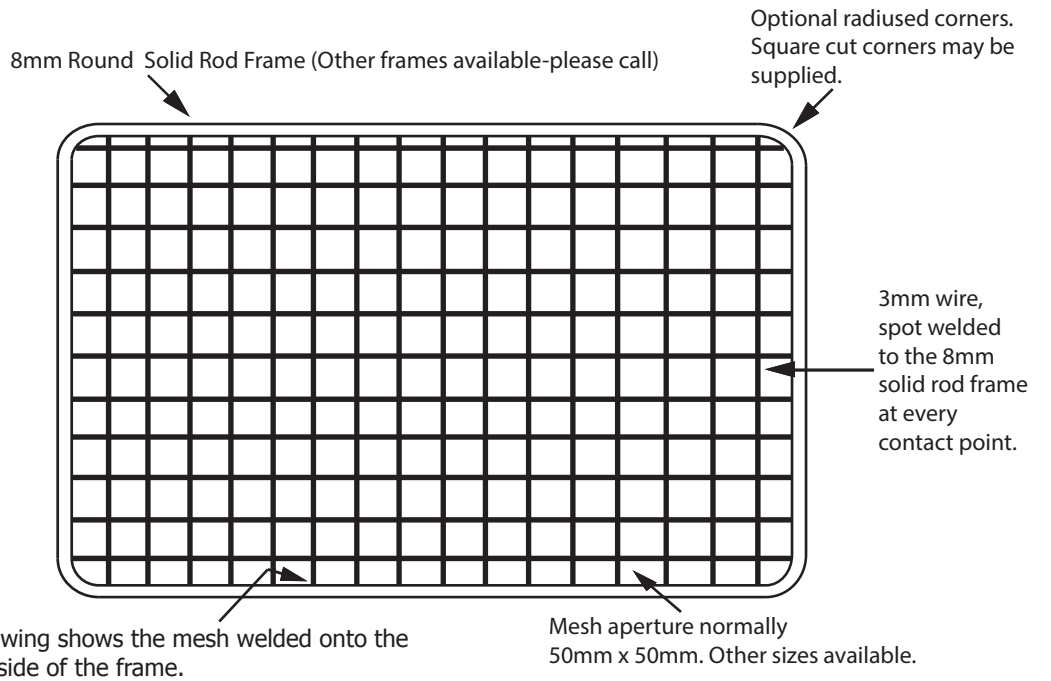 Optional radiused corners.
Square cut corners may be
supplied.
8mm Round Solid Rod Frame (Other frames available-please call)
3mm wire,
spot welded
to the 8mm
solid rod frame
at every
contact point.
wing shows the mesh welded onto the
side of the frame.
Mesh aperture normally
50mm x 50mm. Other sizes available.